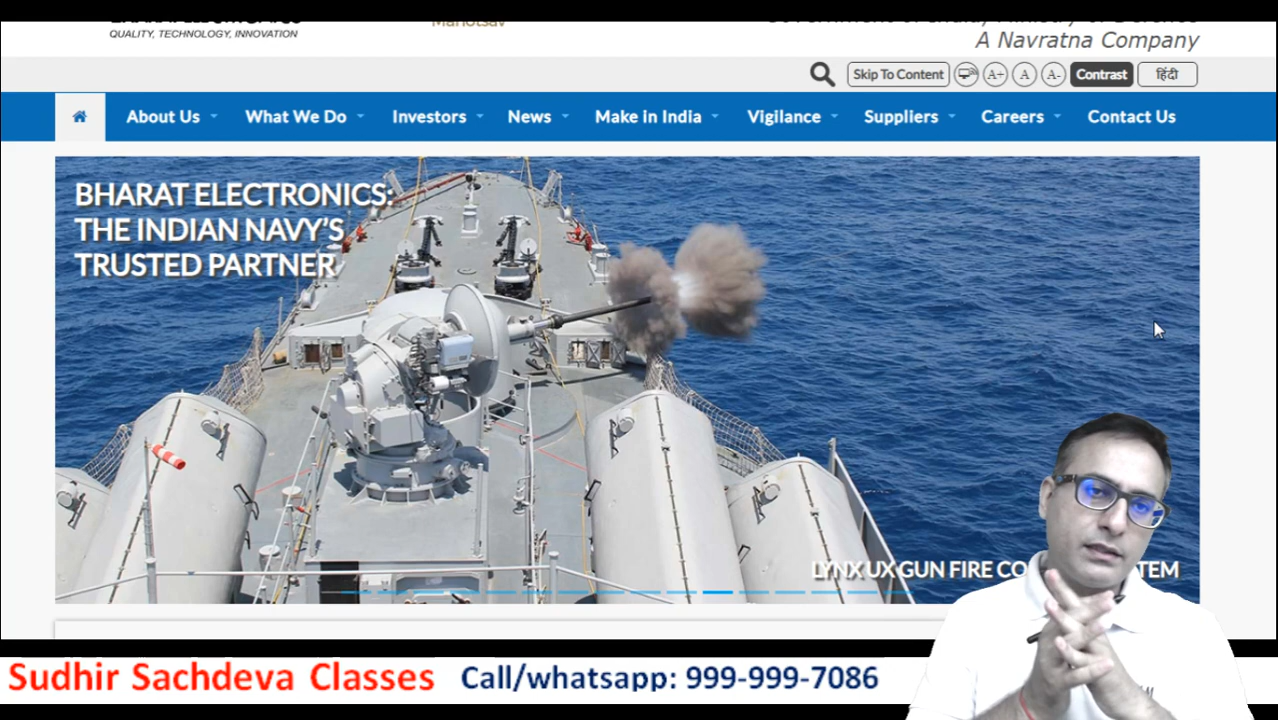 QUALITY, TECHNOLOGY, INNOVATION
A Navratna Company
Skip To Content A+ A A- Contrast हिंदी
About Us What We Do Investors News Make in India Vigilance Suppliers Careers Contact Us
BHARAT ELECTRONICS:
THE INDIAN NAVY'S
TRUSTED PARTNER
LYNX UX GUN FIRE
Sudhir Sachdeva Classes Call/whatsapp: 999-999-7086